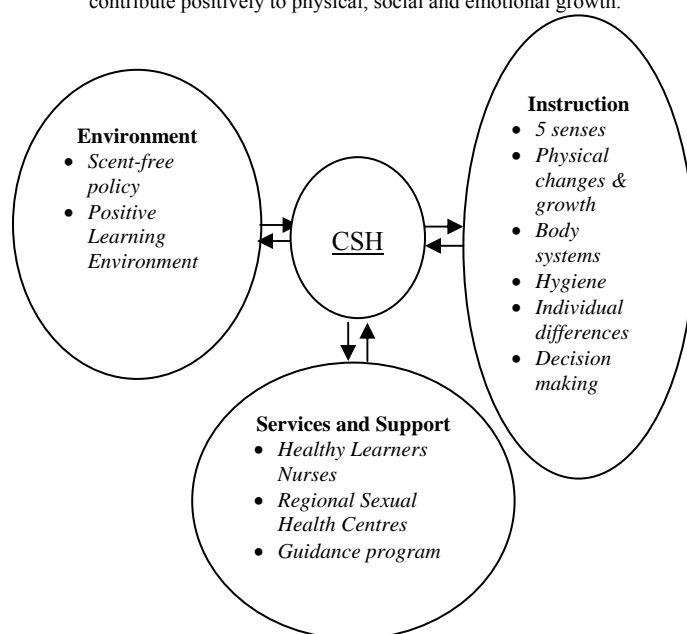 contribute positively to physical, social and emotional growth.
Environment
• Scent-free
policy
• Positive
Learning
Environment
CSH
Instruction
• 5 senses
• Physical
changes &
growth
• Body
systems
• Hygiene
• Individual
differences
• Decision
making
Services and Support
• Healthy Learners
Nurses
• Regional Sexual
Health Centres
• Guidance program